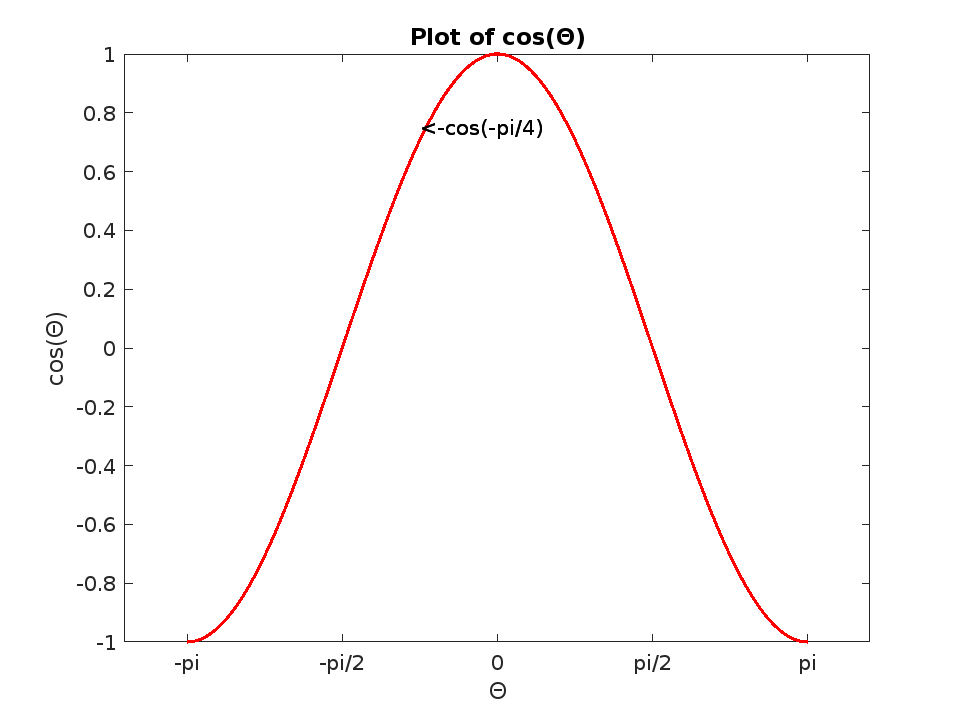 Plot of cos(Θ)
1
0.8
<-cos(-pi/4)
0.6
0.4
0.2
0
cos(Θ)
-0.2
-0.4
-0.6
-0.8
-1
-pi -pi/2 0 pi/2 pi
Θ